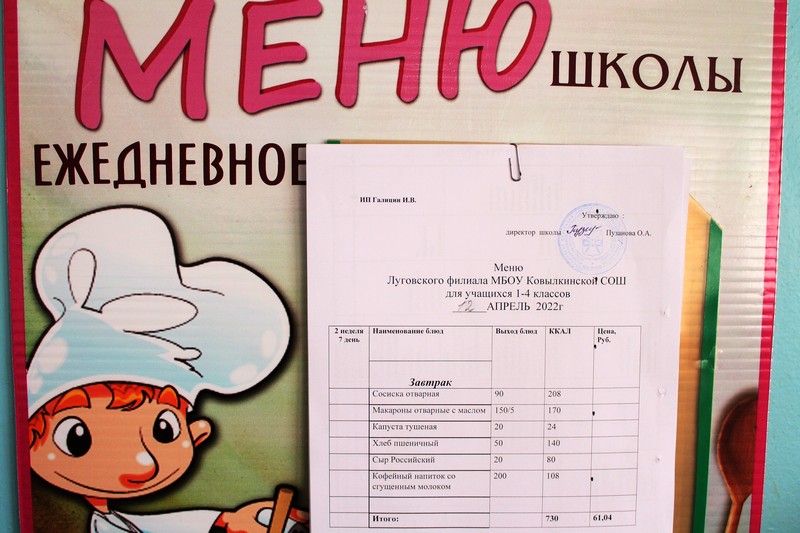 МЕНЮ
ШКОЛЫ
ЕЖЕДНЕВНОЕ
ИП Галицин И.В.
Утверждаю :
директор школы Пузанова О.А.
Меню
Луговского филиала МБОУ Ковылкинской СОШ
для учащихся 1-4 классов
12 АПРЕЛЬ 2022г
2 неделя 7 день Наименование блюд Выход блюд ККАЛ Цена, Руб.
Завтрак
Сосиска отварная 90 208
Макароны отварные с маслом 150/5 170
Капуста тушеная 20 24
Хлеб пшеничный 50 140
Сыр Российский 20 80
Кофейный напиток со 200 108
сгущенным молоком
Итого: 730 61,04